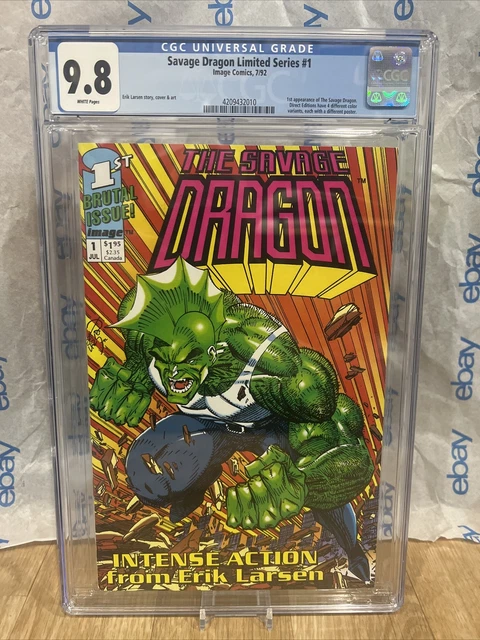 CGC UNIVERSAL GRADE
9.8
WHITE Pages
Savage Dragon Limited Series #1
Image Comics, 7/92
Erik Larsen story, cover & art
4209432010
1st appearance of The Savage Dragon
Direct Editions have 4 different color
variants, each with a different poster.
CGC
1ST
BRUTAL
ISSUE!
image™
1
JUL
$1.95
$2.35
Canada
THE SAVAGE
DRAGON™
INTENSE ACTION
from Erik Larsen
ebay
ebay
ebay
ebay
ebay
ebay
ebay